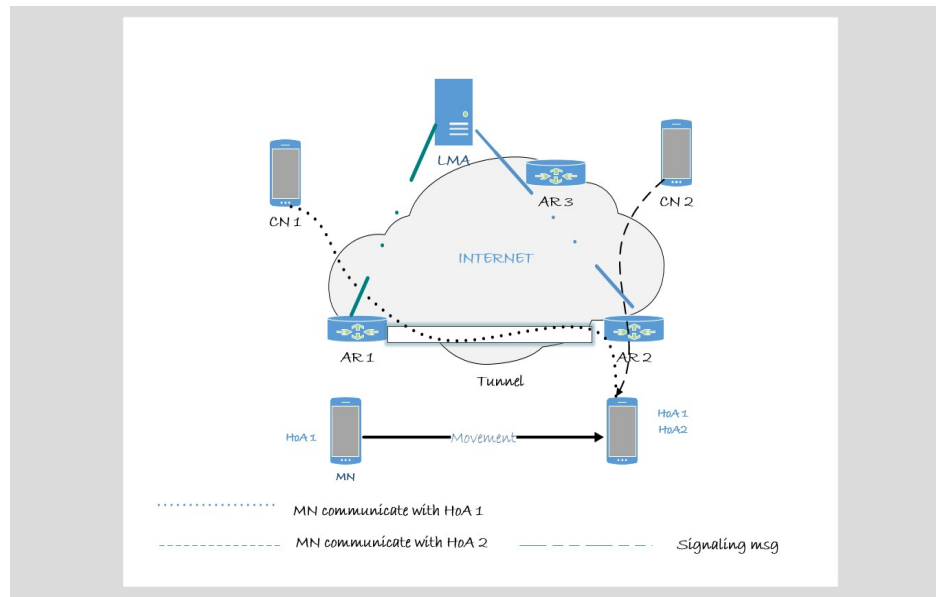 LMA
CN 1
AR 3
CN 2
INTERNET
AR 1
AR 2
Tunnel
HoA 1
HoA2
HoA 1
Movement
MN
MN communicate with HoA 1
MN communicate with HoA 2
Signaling msg